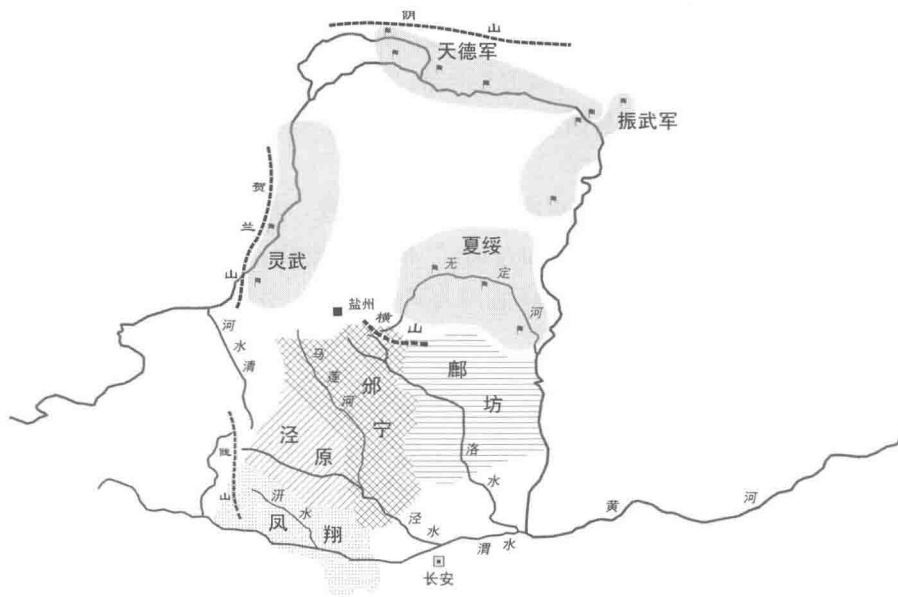 阴山
天德军
振武军
贺兰山
灵武
夏绥
无定河
盐州
横山
河水清
马莲河
邠宁
鄜坊
泾原
洛水
陇山
汧水
凤翔
泾水
渭水
黄河
长安